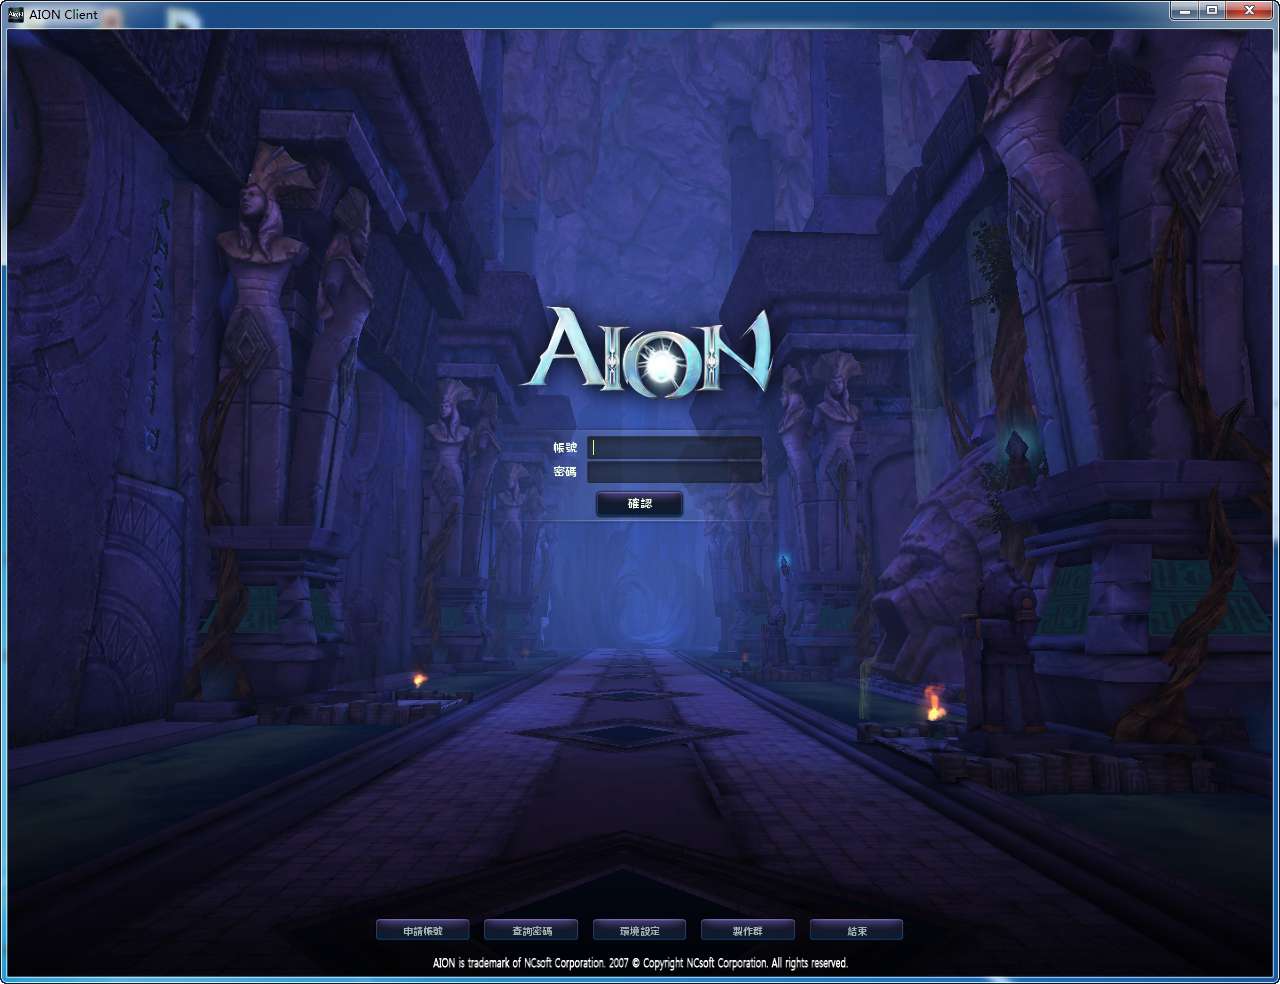 AION Client
AION
帳號
密碼
確認
申請帳號
查詢密碼
環境設定
製作群
結束
AION is trademark of NCsoft Corporation. 2007 © Copyright NCsoft Corporation. All rights reserved.